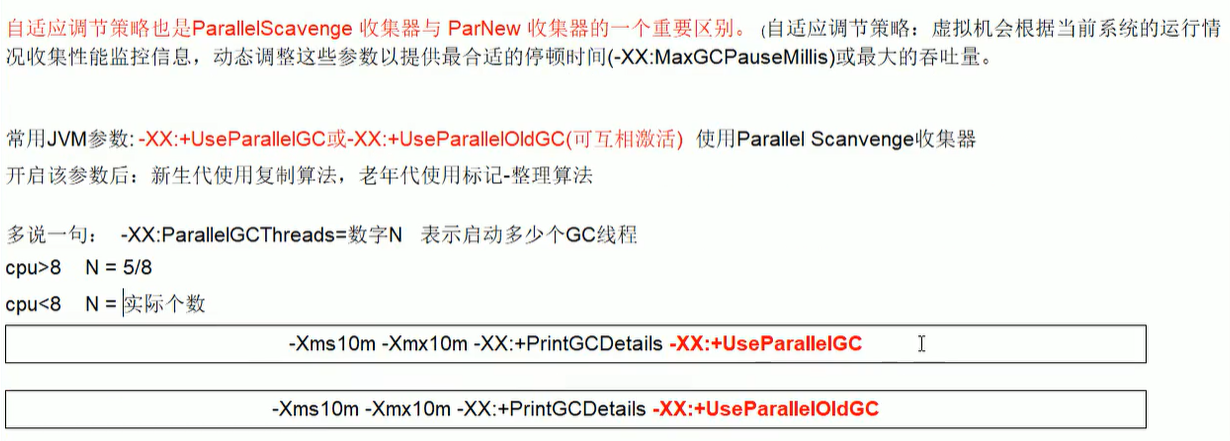 自适应调节策略也是ParallelScavenge 收集器与 ParNew 收集器的一个重要区别。 (自适应调节策略：虚拟机会根据当前系统的运行情
况收集性能监控信息，动态调整这些参数以提供最合适的停顿时间(-XX:MaxGCPauseMillis)或最大的吞吐量。
常用JVM参数: -XX:+UseParallelGC或-XX:+UseParallelOldGC(可互相激活) 使用Parallel Scanvenge收集器
开启该参数后：新生代使用复制算法，老年代使用标记-整理算法
多说一句： -XX:ParallelGCThreads=数字N 表示启动多少个GC线程
cpu>8 N = 5/8
cpu<8 N = 实际个数
-Xms10m -Xmx10m -XX:+PrintGCDetails -XX:+UseParallelGC
-Xms10m -Xmx10m -XX:+PrintGCDetails -XX:+UseParallelOldGC